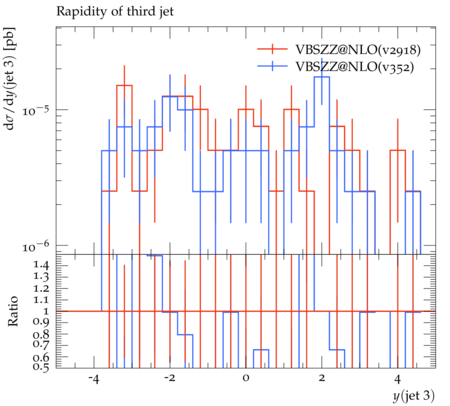 Rapidity of third jet
dσ/dy(jet 3) [pb]
VBSZZ@NLO(v2918)
VBSZZ@NLO(v352)
10⁻⁵
10⁻⁶
Ratio
1.4
1.3
1.2
1.1
1
0.9
0.8
0.7
0.6
0.5
-4 -2 0 2 4
y(jet 3)